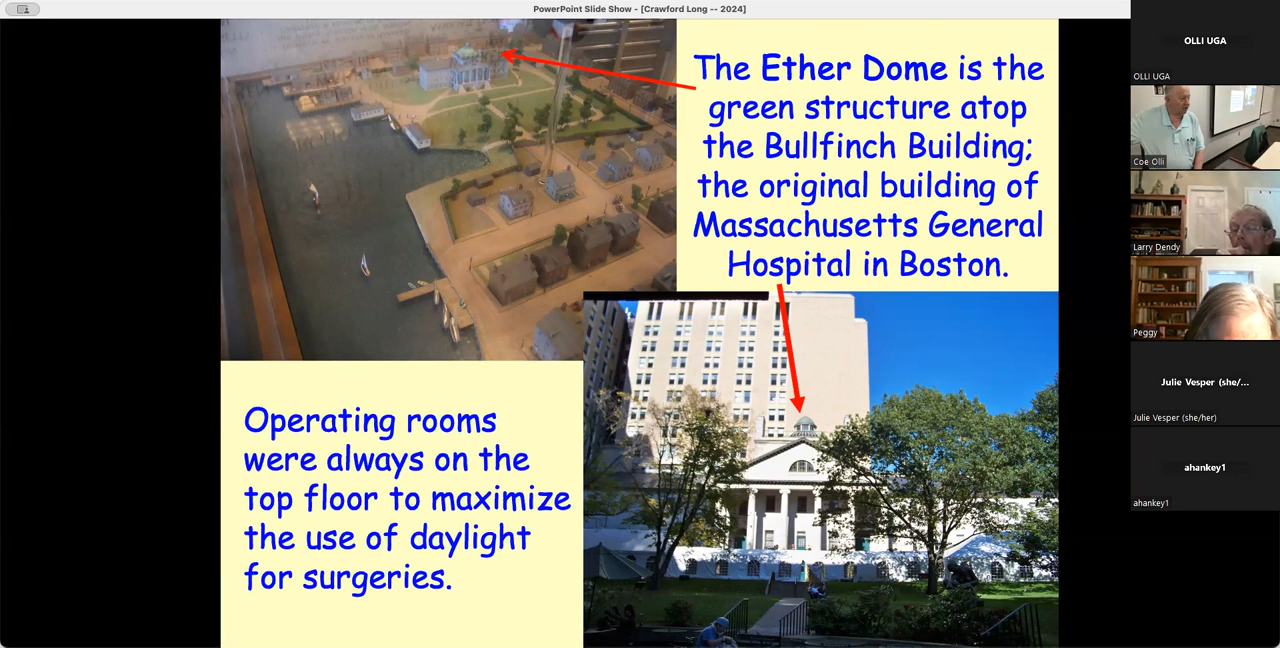 PowerPoint Slide Show - [Crawford Long -- 2024]
The Ether Dome is the
green structure atop
the Bullfinch Building;
the original building of
Massachusetts General
Hospital in Boston.
Operating rooms
were always on the
top floor to maximize
the use of daylight
for surgeries.
OLLI UGA
OLLI UGA
Coe Olli
Larry Dendy
Peggy
Julie Vesper (she/...
Julie Vesper (she/her)
ahankey1
ahankey1